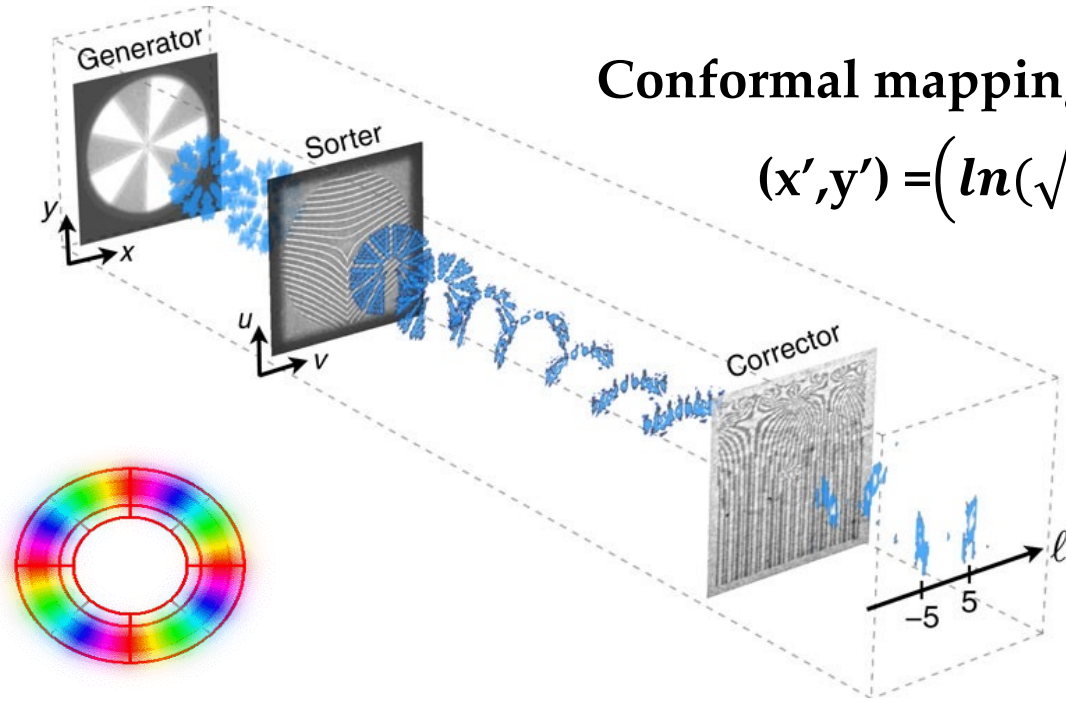 Generator
Conformal mappin
Sorter
(x′,y′) =(ln(√
y
x
u
v
Corrector
ℓ
−5
5